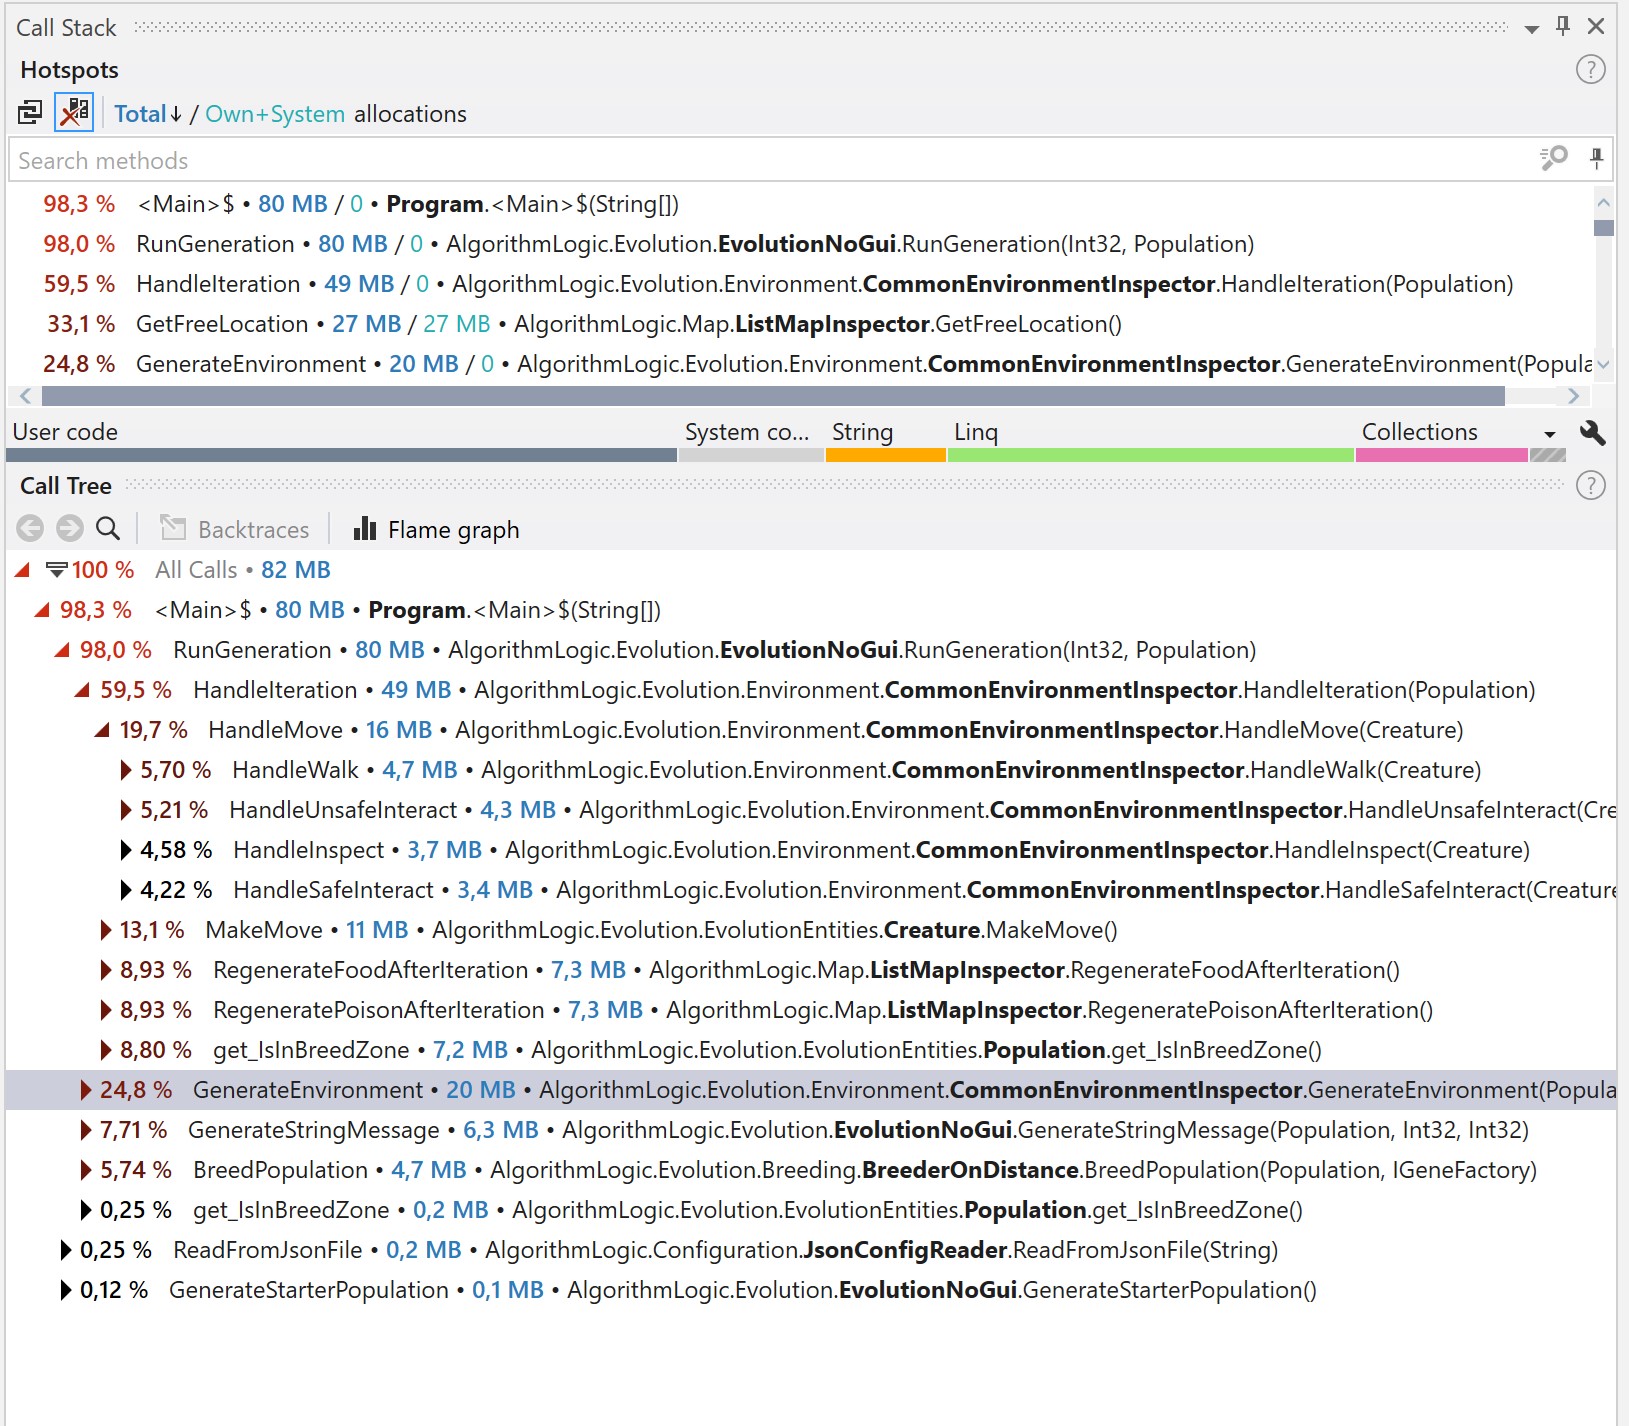 Call Stack
Hotspots
Total↓ / Own+System allocations
Search methods
98,3 % <Main>$ • 80 MB / 0 • Program.<Main>$(String[])
98,0 % RunGeneration • 80 MB / 0 • AlgorithmLogic.Evolution.EvolutionNoGui.RunGeneration(Int32, Population)
59,5 % HandleIteration • 49 MB / 0 • AlgorithmLogic.Evolution.Environment.CommonEnvironmentInspector.HandleIteration(Population)
33,1 % GetFreeLocation • 27 MB / 27 MB • AlgorithmLogic.Map.ListMapInspector.GetFreeLocation()
24,8 % GenerateEnvironment • 20 MB / 0 • AlgorithmLogic.Evolution.Environment.CommonEnvironmentInspector.GenerateEnvironment(Popula
User code System co... String Linq Collections
Call Tree
Backtraces Flame graph
100 % All Calls • 82 MB
98,3 % <Main>$ • 80 MB • Program.<Main>$(String[])
98,0 % RunGeneration • 80 MB • AlgorithmLogic.Evolution.EvolutionNoGui.RunGeneration(Int32, Population)
59,5 % HandleIteration • 49 MB • AlgorithmLogic.Evolution.Environment.CommonEnvironmentInspector.HandleIteration(Population)
19,7 % HandleMove • 16 MB • AlgorithmLogic.Evolution.Environment.CommonEnvironmentInspector.HandleMove(Creature)
5,70 % HandleWalk • 4,7 MB • AlgorithmLogic.Evolution.Environment.CommonEnvironmentInspector.HandleWalk(Creature)
5,21 % HandleUnsafeInteract • 4,3 MB • AlgorithmLogic.Evolution.Environment.CommonEnvironmentInspector.HandleUnsafeInteract(Cre
4,58 % HandleInspect • 3,7 MB • AlgorithmLogic.Evolution.Environment.CommonEnvironmentInspector.HandleInspect(Creature)
4,22 % HandleSafeInteract • 3,4 MB • AlgorithmLogic.Evolution.Environment.CommonEnvironmentInspector.HandleSafeInteract(Creature
13,1 % MakeMove • 11 MB • AlgorithmLogic.Evolution.EvolutionEntities.Creature.MakeMove()
8,93 % RegenerateFoodAfterIteration • 7,3 MB • AlgorithmLogic.Map.ListMapInspector.RegenerateFoodAfterIteration()
8,93 % RegeneratePoisonAfterIteration • 7,3 MB • AlgorithmLogic.Map.ListMapInspector.RegeneratePoisonAfterIteration()
8,80 % get_IsInBreedZone • 7,2 MB • AlgorithmLogic.Evolution.EvolutionEntities.Population.get_IsInBreedZone()
24,8 % GenerateEnvironment • 20 MB • AlgorithmLogic.Evolution.Environment.CommonEnvironmentInspector.GenerateEnvironment(Popula
7,71 % GenerateStringMessage • 6,3 MB • AlgorithmLogic.Evolution.EvolutionNoGui.GenerateStringMessage(Population, Int32, Int32)
5,74 % BreedPopulation • 4,7 MB • AlgorithmLogic.Evolution.Breeding.BreederOnDistance.BreedPopulation(Population, IGeneFactory)
0,25 % get_IsInBreedZone • 0,2 MB • AlgorithmLogic.Evolution.EvolutionEntities.Population.get_IsInBreedZone()
0,25 % ReadFromJsonFile • 0,2 MB • AlgorithmLogic.Configuration.JsonConfigReader.ReadFromJsonFile(String)
0,12 % GenerateStarterPopulation • 0,1 MB • AlgorithmLogic.Evolution.EvolutionNoGui.GenerateStarterPopulation()